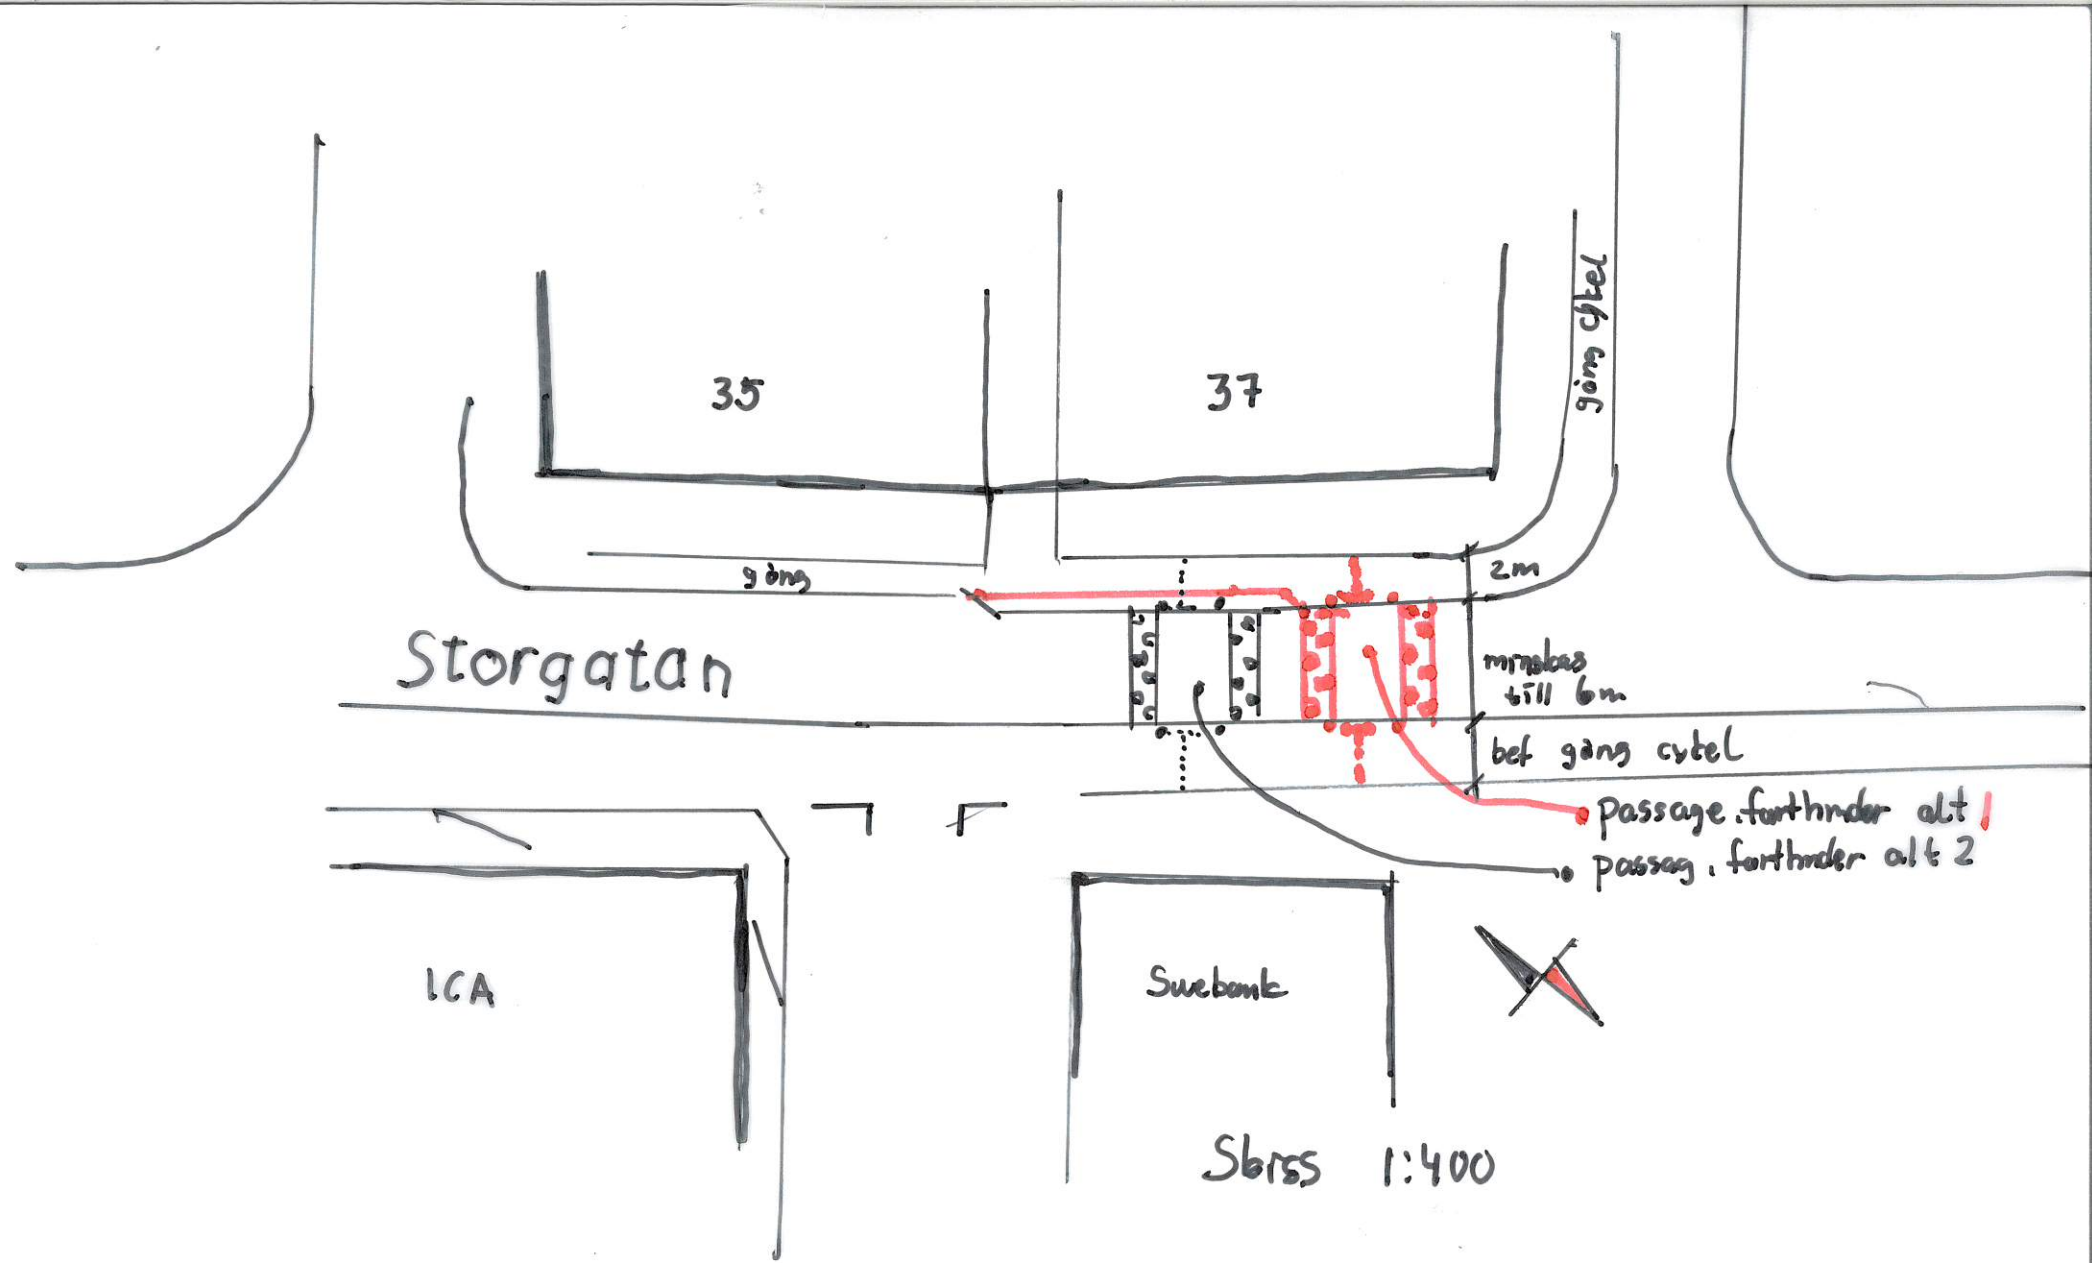 35
37
gång cykel
gång
2m
Storgatan
minskas
till 6m
bef gång cykel
passage.farthinder alt 1
passag. farthinder alt 2
ICA
Swebank
Skiss 1:400